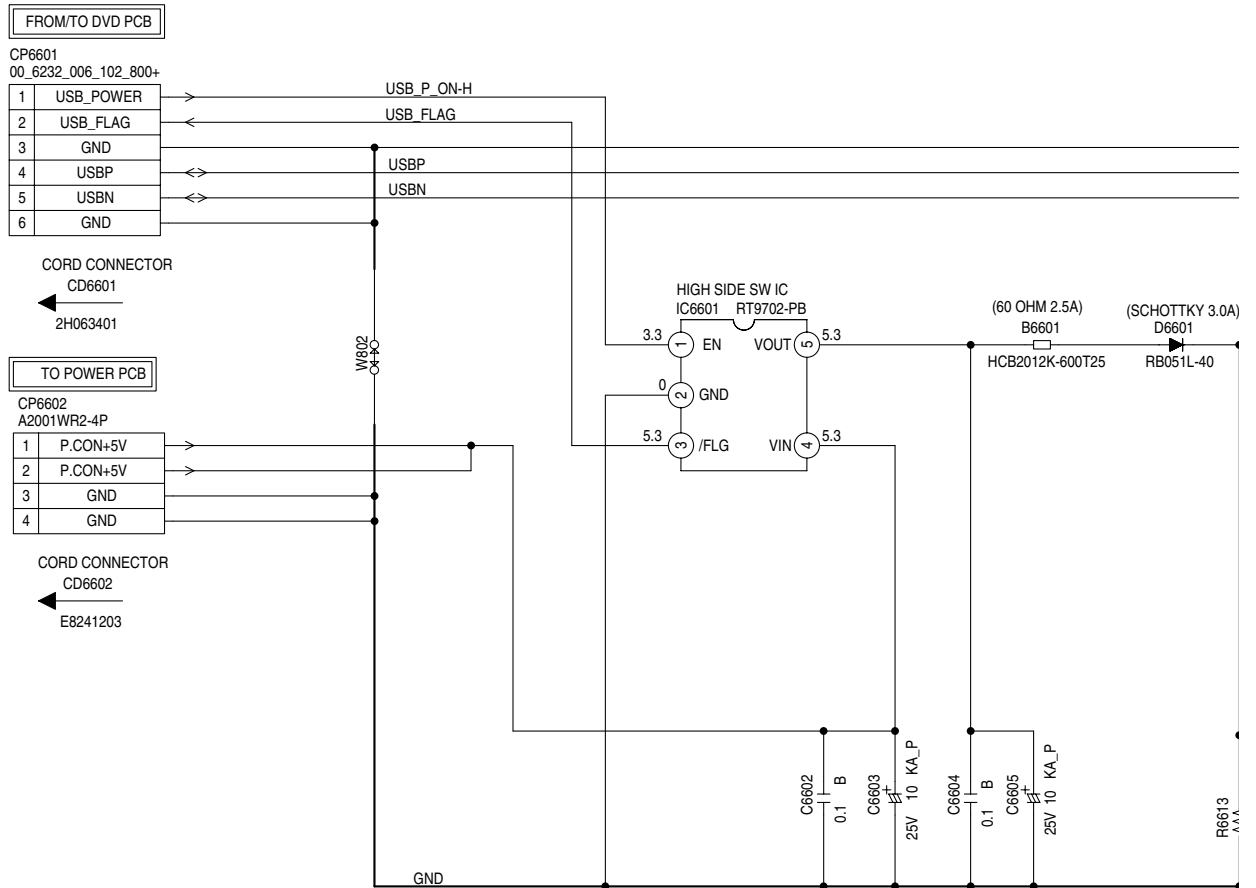 FROM/TO DVD PCB
CP6601
00_6232_006_102_800+
1 USB_POWER
2 USB_FLAG
3 GND
4 USBP
5 USBN
6 GND
USB_P_ON-H
USB_FLAG
USBP
USBN
CORD CONNECTOR
CD6601
2H063401
W802
TO POWER PCB
CP6602
A2001WR2-4P
1 P.CON+5V
2 P.CON+5V
3 GND
4 GND
CORD CONNECTOR
CD6602
E8241203
HIGH SIDE SW IC
IC6601 RT9702-PB
3.3 1 EN VOUT 5 5.3
0 2 GND
5.3 3 /FLG VIN 4 5.3
(60 OHM 2.5A)
B6601
HCB2012K-600T25
(SCHOTTKY 3.0A)
D6601
RB051L-40
C6602
0.1 B
C6603
+
25V 10 KA_P
C6604
0.1 B
C6605
+
25V 10 KA_P
R6613
GND